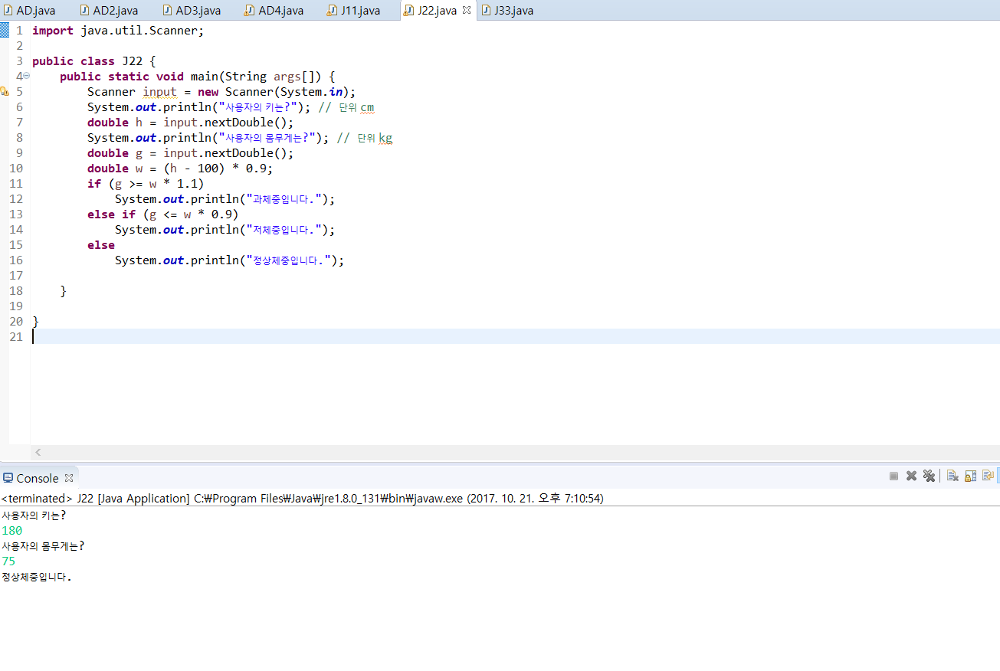 AD.java AD2.java AD3.java AD4.java J11.java J22.java J33.java
1 import java.util.Scanner;
2
3 public class J22 {
4 public static void main(String args[]) {
5 Scanner input = new Scanner(System.in);
6 System.out.println("사용자의 키는?"); // 단위 cm
7 double h = input.nextDouble();
8 System.out.println("사용자의 몸무게는?"); // 단위 kg
9 double g = input.nextDouble();
10 double w = (h - 100) * 0.9;
11 if (g >= w * 1.1)
12 System.out.println("과체중입니다.");
13 else if (g <= w * 0.9)
14 System.out.println("저체중입니다.");
15 else
16 System.out.println("정상체중입니다.");
17
18 }
19
20 }
21
Console
<terminated> J22 [Java Application] C:₩Program Files₩Java₩jre1.8.0_131₩bin₩javaw.exe (2017. 10. 21. 오후 7:10:54)
사용자의 키는?
180
사용자의 몸무게는?
75
정상체중입니다.